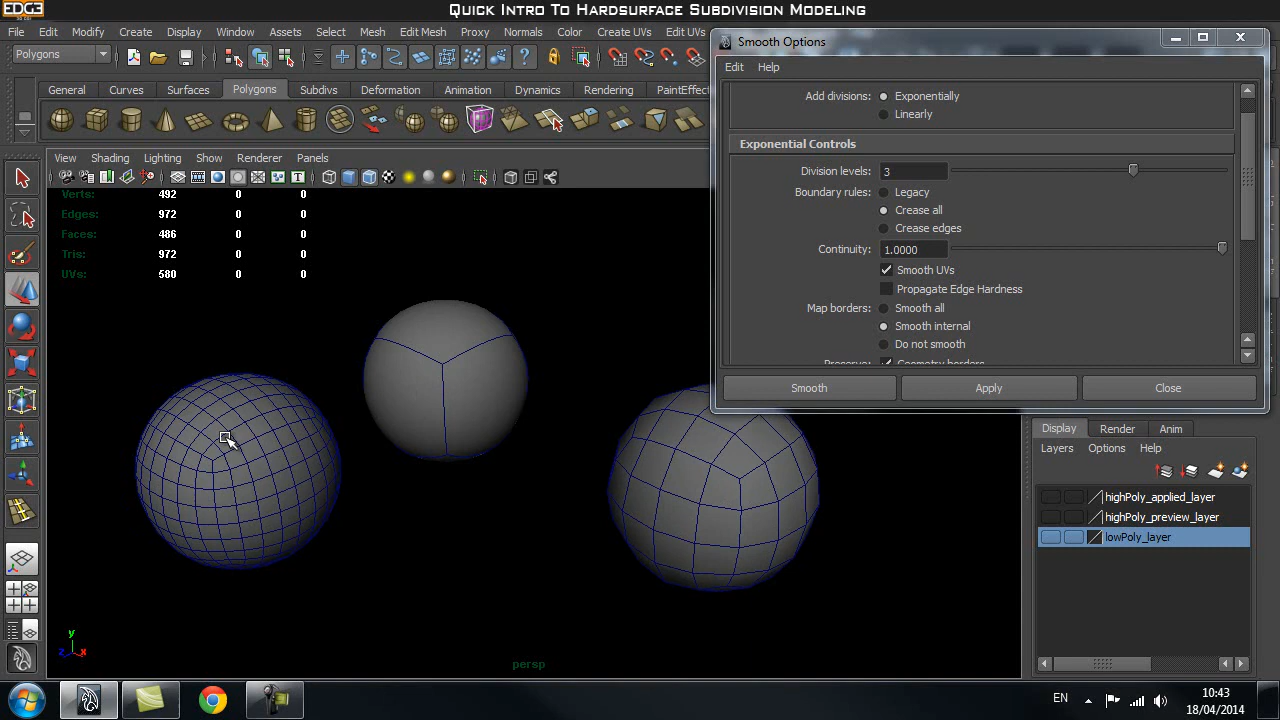 EDGE
Quick Intro To Hardsurface Subdivision Modeling
File Edit Modify Create Display Window Assets Select Mesh Edit Mesh Proxy Normals Color Create UVs Edit UVs
Smooth Options
Polygons
Edit Help
General Curves Surfaces Polygons Subdivs Deformation Animation Dynamics Rendering PaintEffect
Add divisions: Exponentially
Linearly
Exponential Controls
View Shading Lighting Show Renderer Panels
Division levels: 3
Boundary rules: Legacy
Crease all
Crease edges
Continuity: 1.0000
Smooth UVs
Propagate Edge Hardness
Map borders: Smooth all
Smooth internal
Do not smooth
Preserve: Geometry borders
Smooth Apply Close
Verts: 492 0 0
Edges: 972 0 0
Faces: 486 0 0
Tris: 972 0 0
UVs: 580 0 0
Display Render Anim
Layers Options Help
highPoly_applied_layer
highPoly_preview_layer
lowPoly_layer
y
z x
persp
EN
10:43
18/04/2014